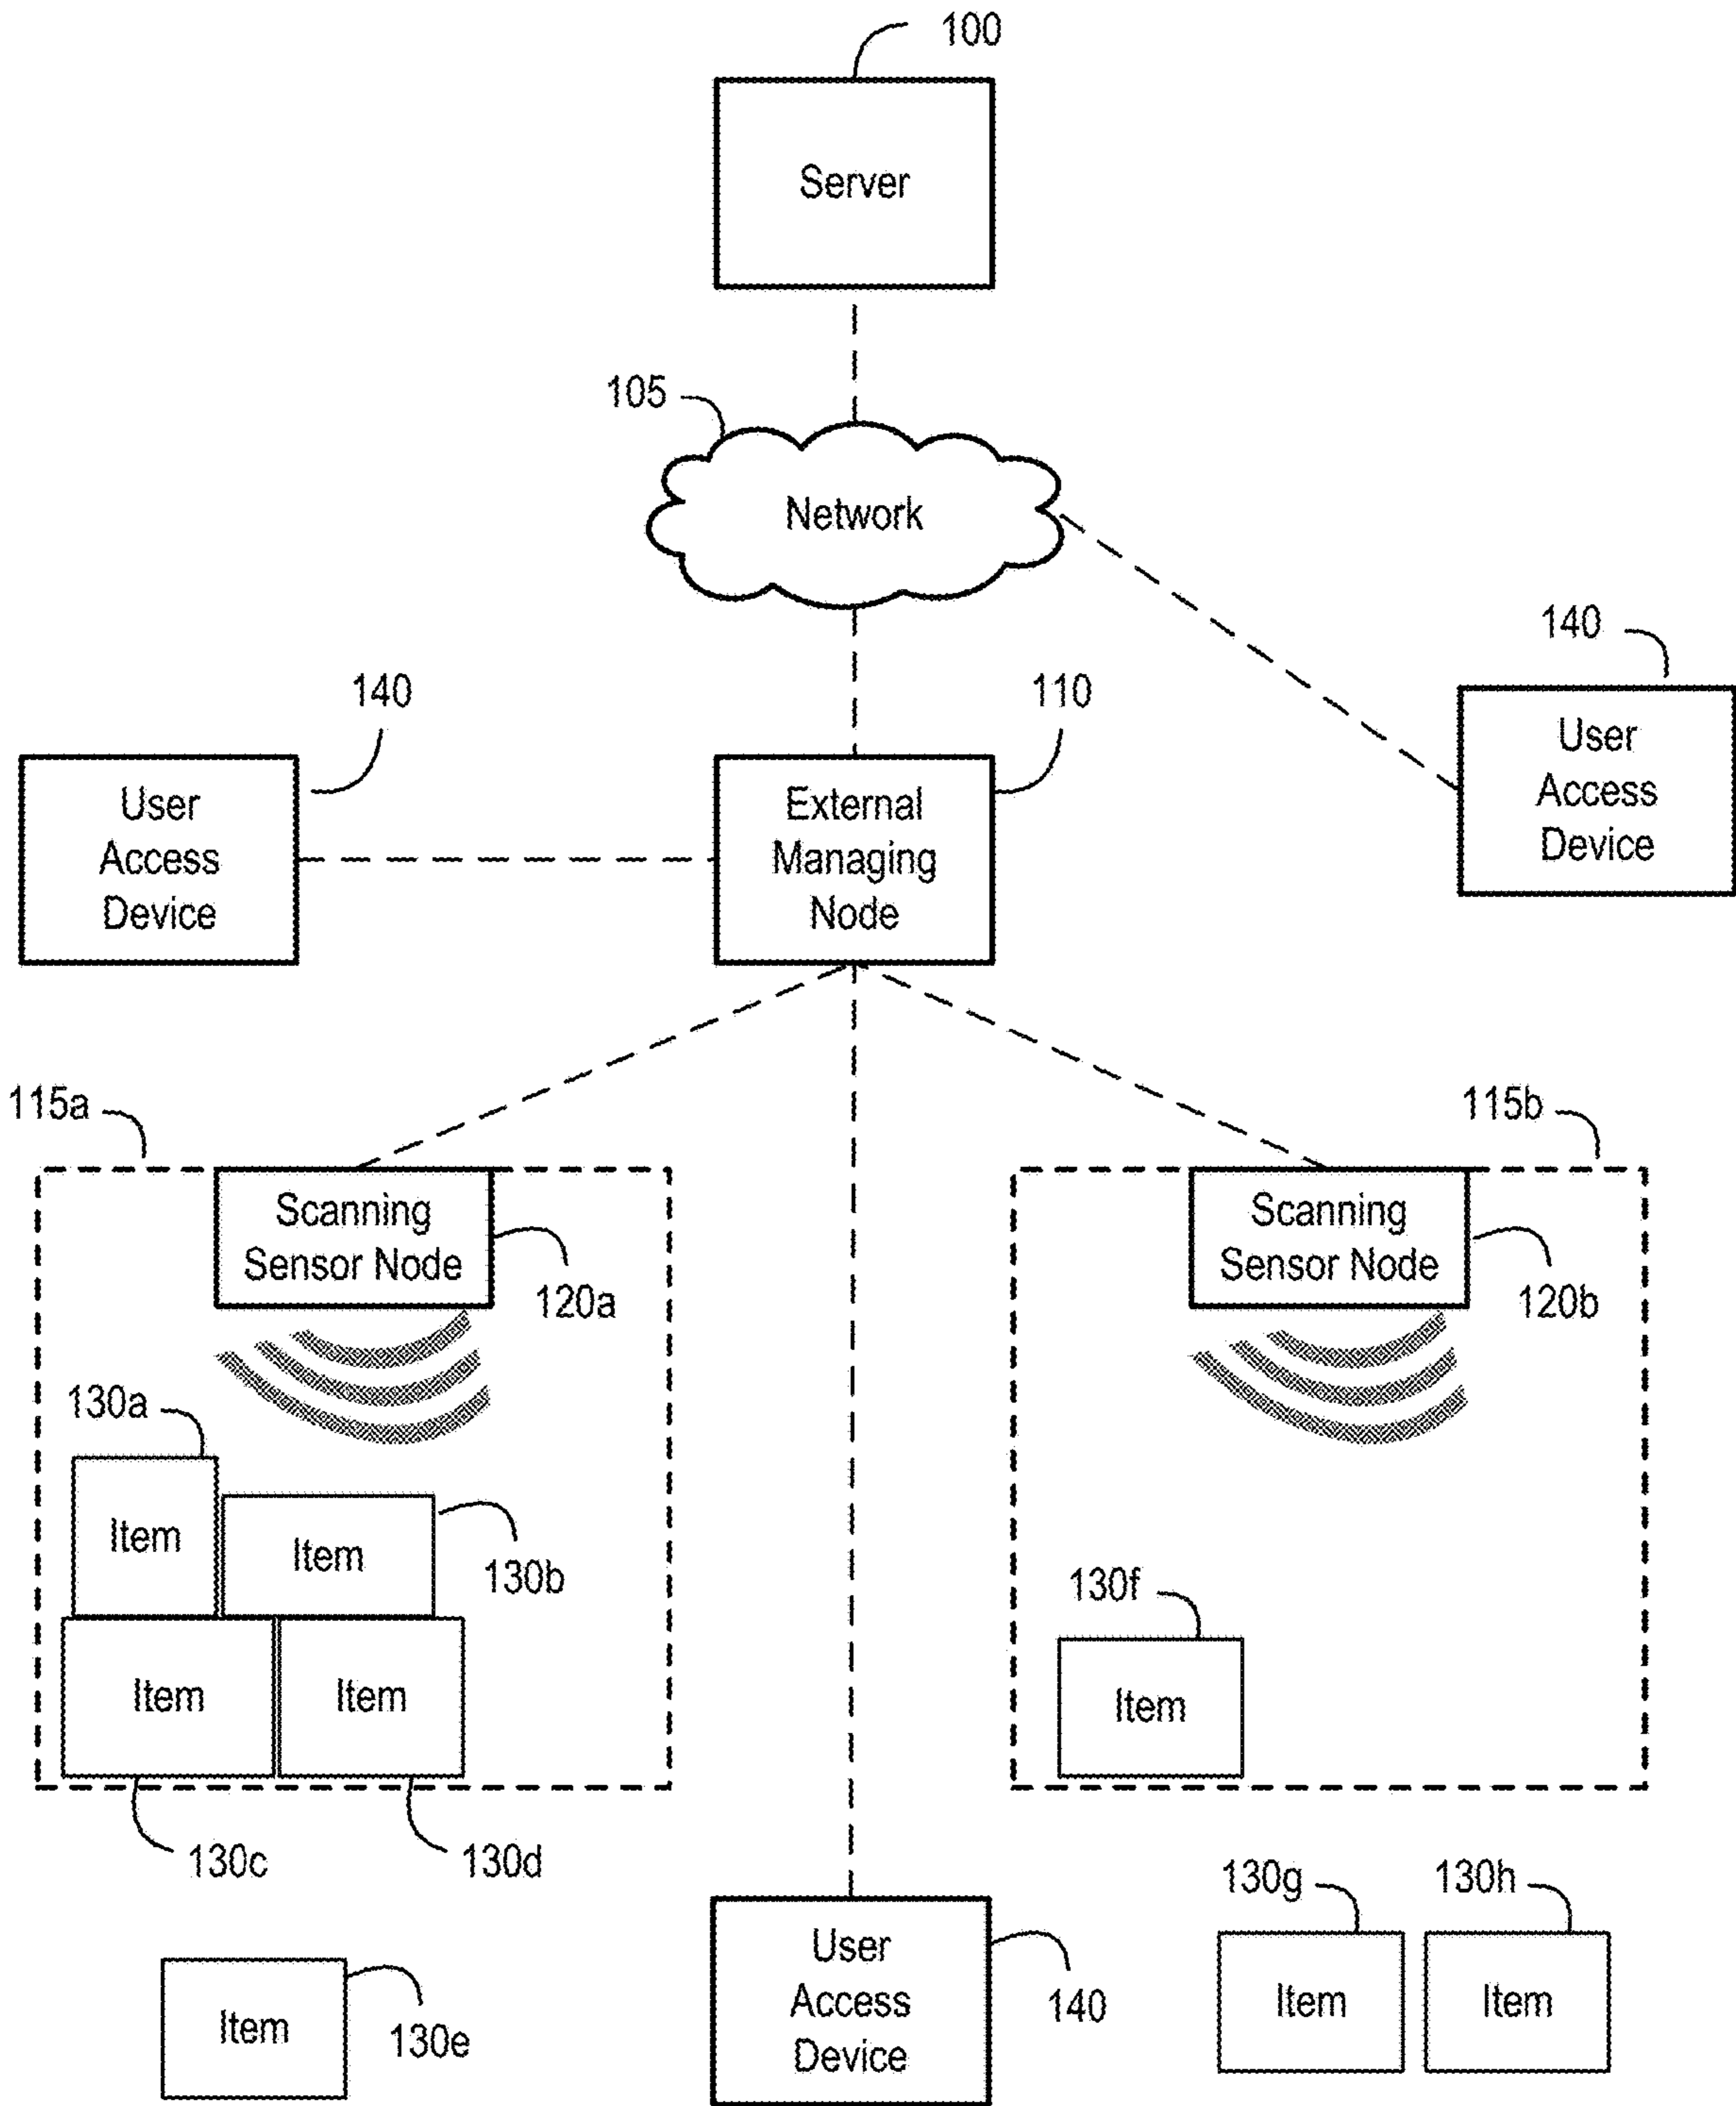 100
Server
105
Network
140
User
Access
Device
140
User
Access
Device
110
External
Managing
Node
115a
Scanning
Sensor Node
120a
130a
Item
Item
130b
Item
Item
130c
130d
115b
Scanning
Sensor Node
120b
130f
Item
Item
130e
User
Access
Device
140
130g
Item
130h
Item